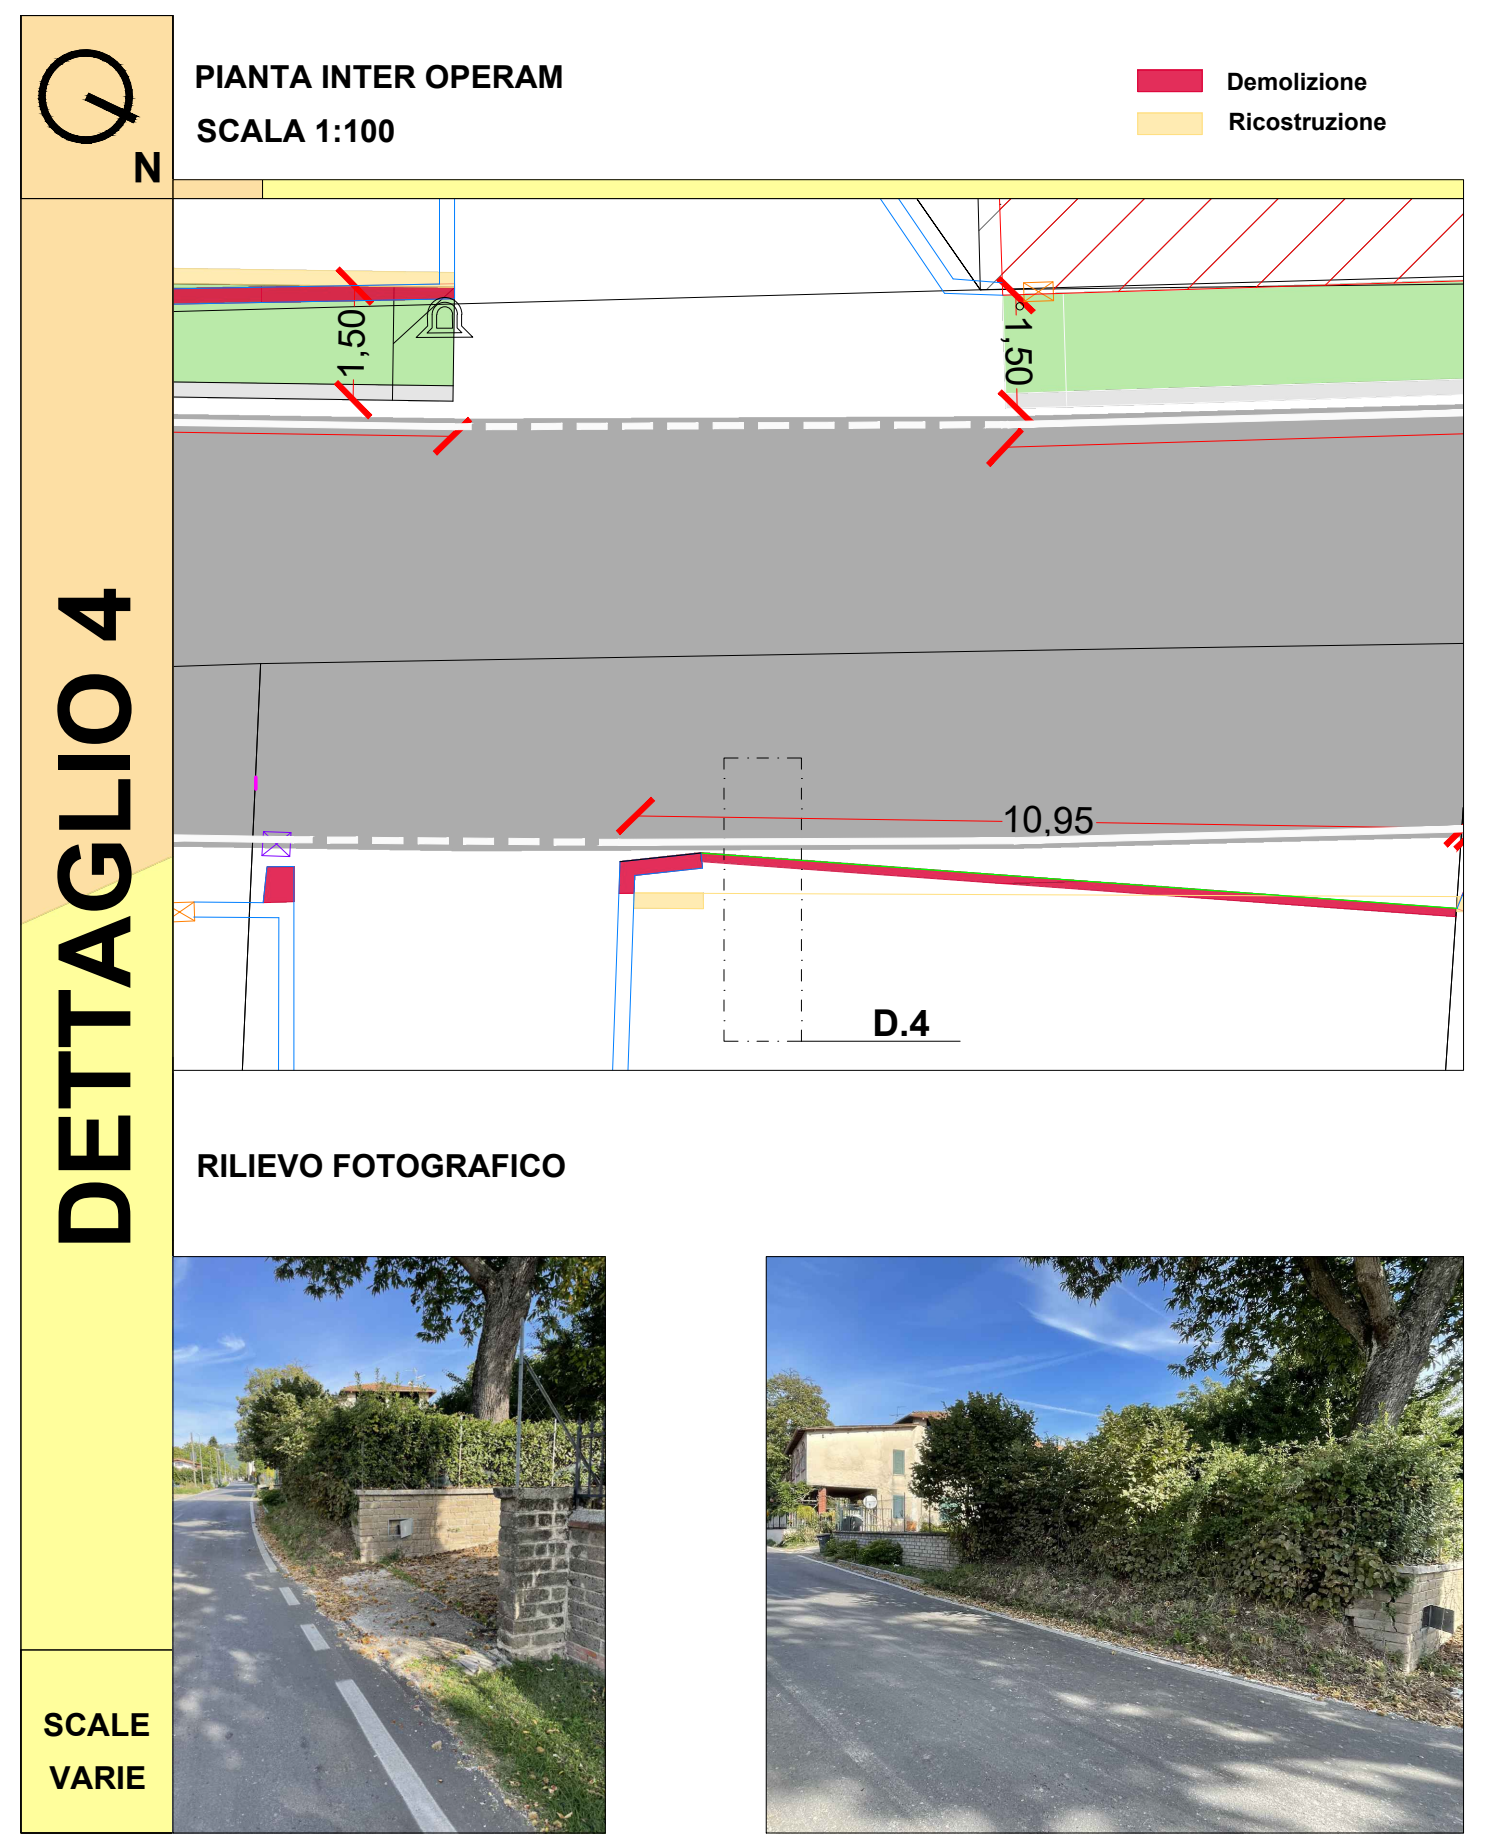 N
PIANTA INTER OPERAM
SCALA 1:100
Demolizione
Ricostruzione
DETTAGLIO 4
1,50
1,50
10,95
D.4
RILIEVO FOTOGRAFICO
SCALE
VARIE